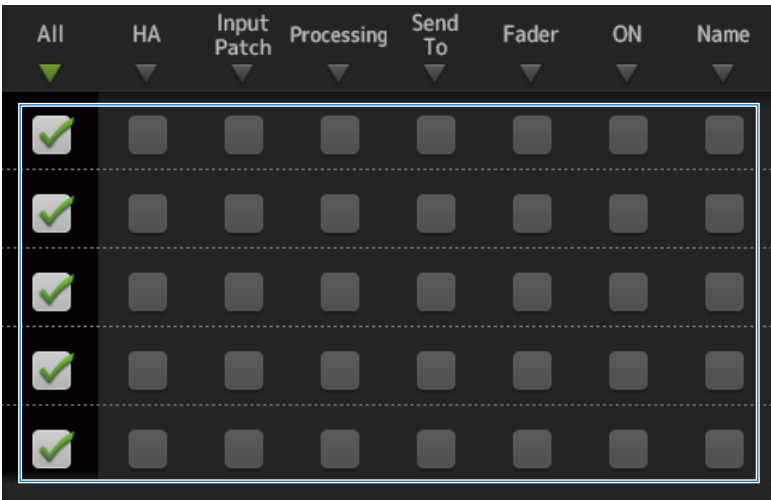 All
HA
Input
Patch
Processing
Send
To
Fader
ON
Name